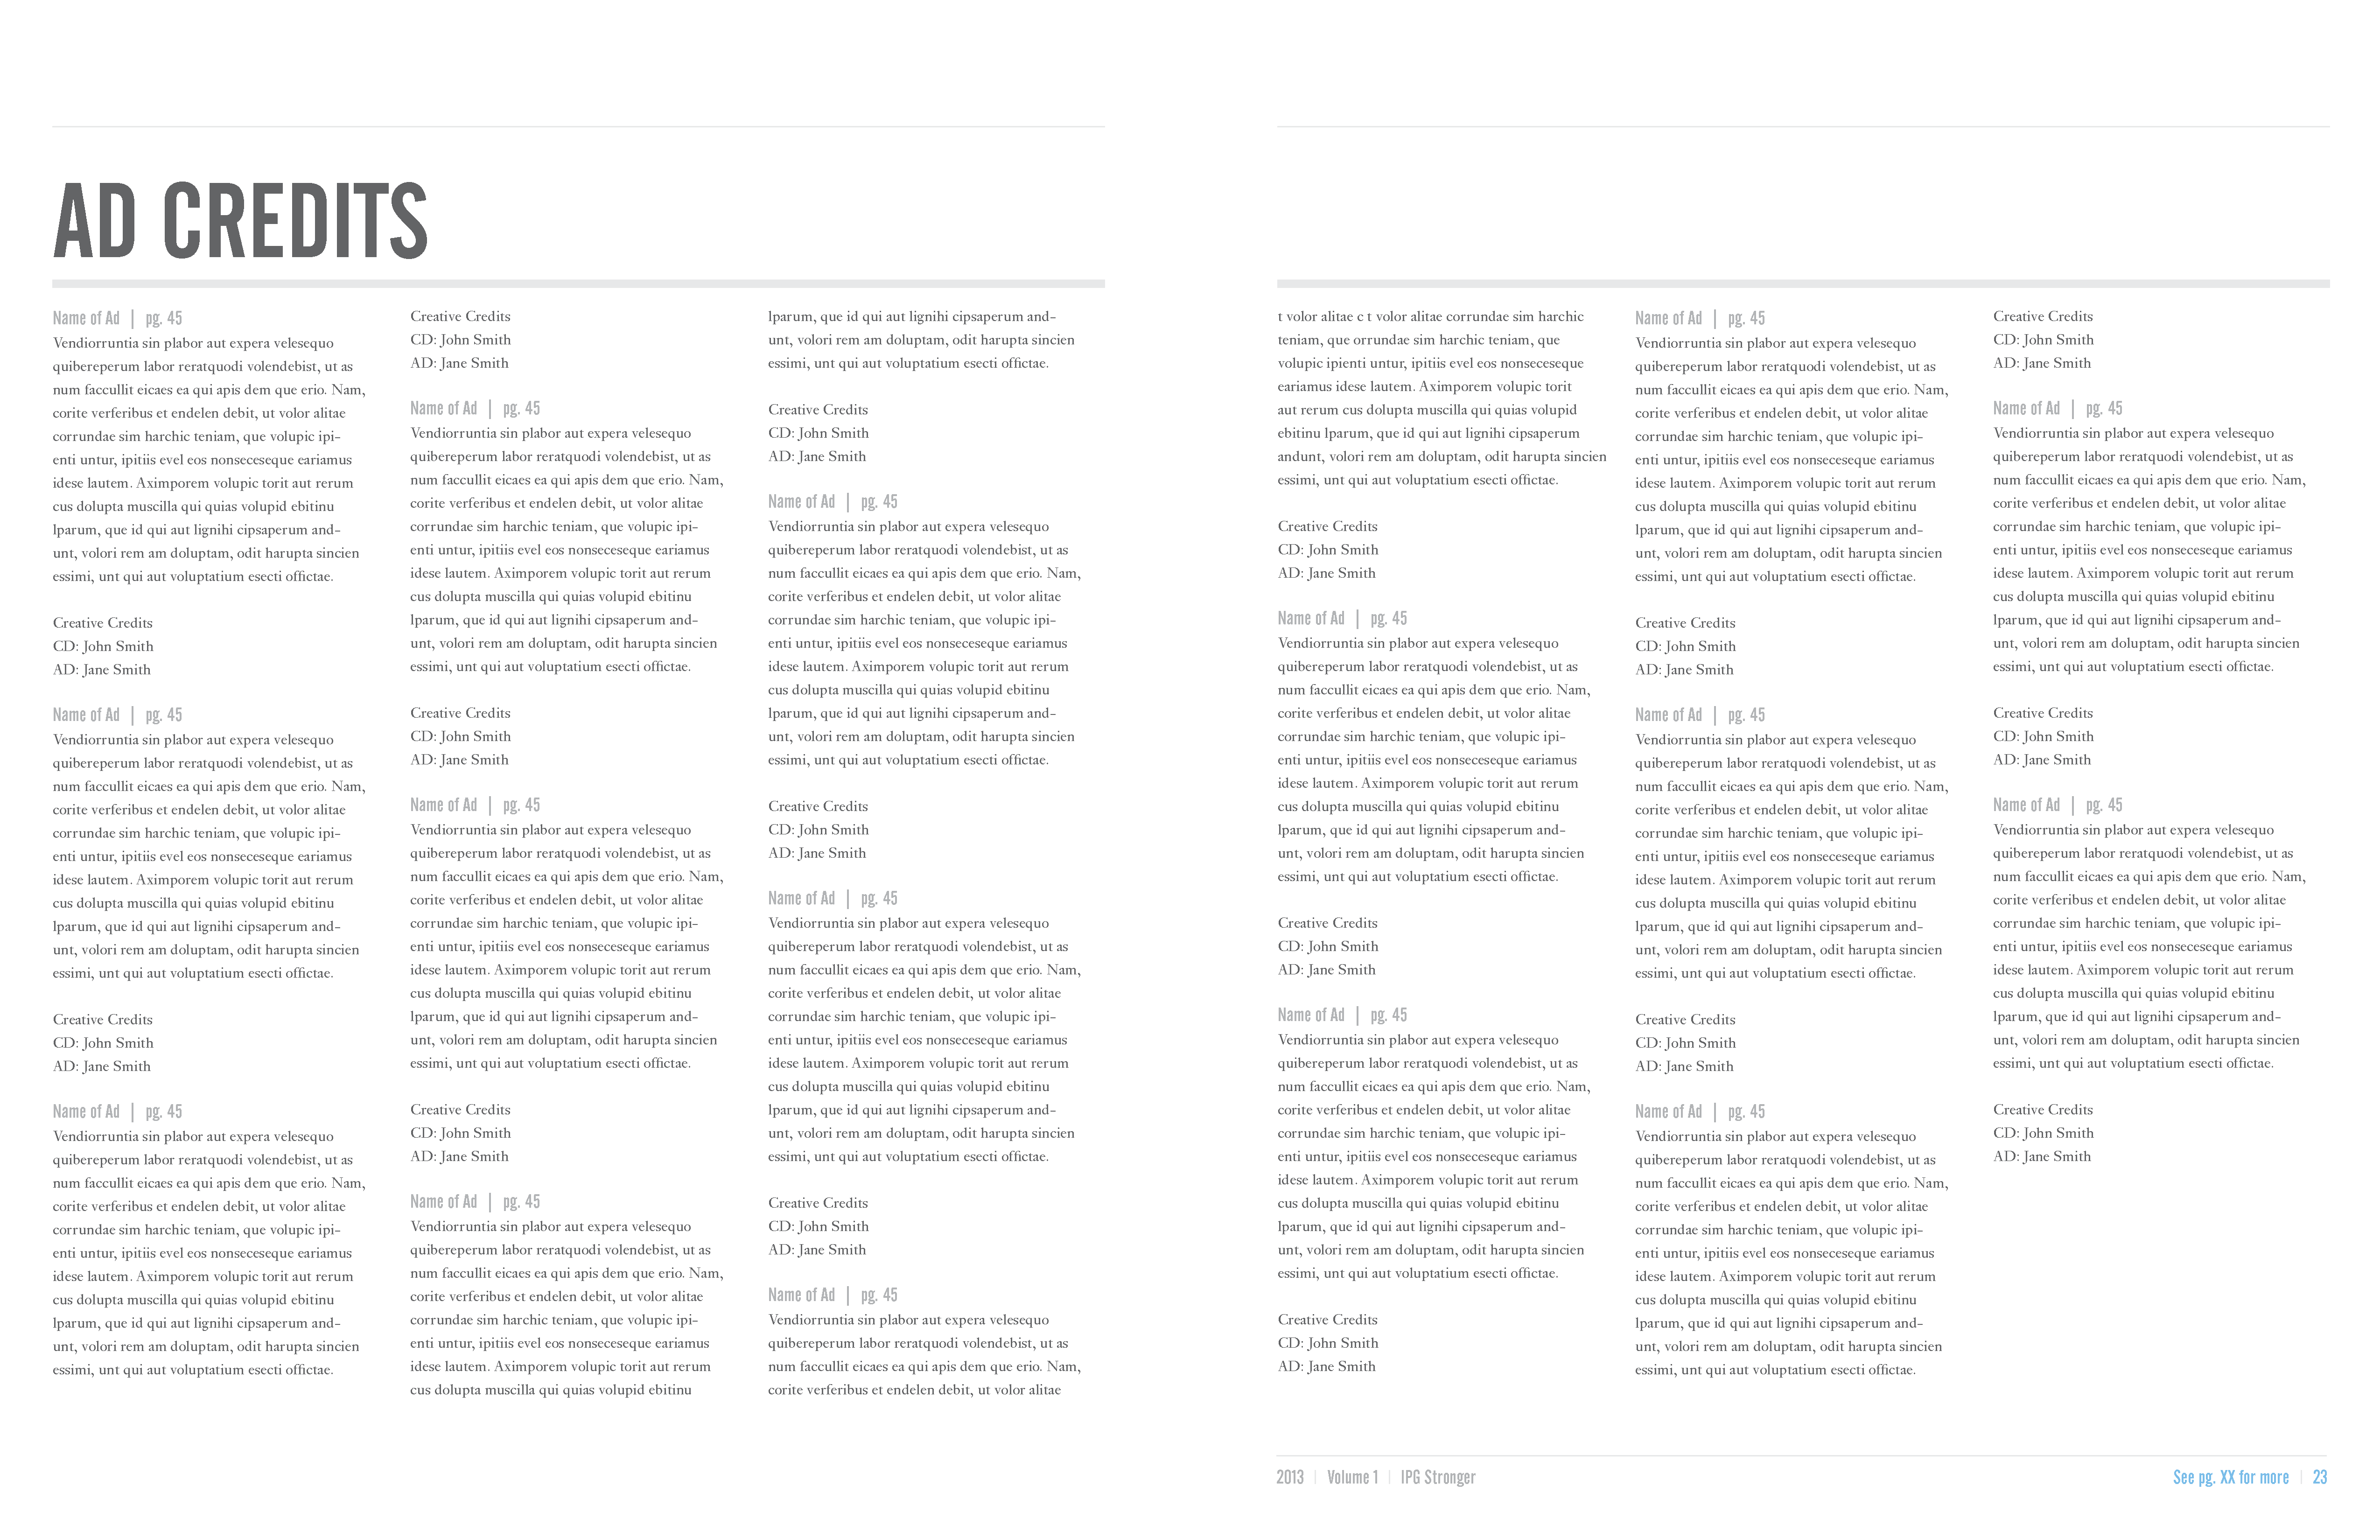 AD CREDITS
Name of Ad | pg. 45
Vendiorruntia sin plabor aut expera velesequo
quibereperum labor reratquodi volendebist, ut as
num faccullit eicaes ea qui apis dem que erio. Nam,
corite verferibus et endelen debit, ut volor alitae
corrundae sim harchic teniam, que volupic ipi-
enti untur, ipitiis evel eos nonseceseque eariamus
idese lautem. Aximporem volupic torit aut rerum
cus dolupta muscilla qui quias volupid ebitinu
lparum, que id qui aut lignihi cipsaperum and-
unt, volori rem am doluptam, odit harupta sincien
essimi, unt qui aut voluptatium esecti offictae.
Creative Credits
CD: John Smith
AD: Jane Smith
Name of Ad | pg. 45
Vendiorruntia sin plabor aut expera velesequo
quibereperum labor reratquodi volendebist, ut as
num faccullit eicaes ea qui apis dem que erio. Nam,
corite verferibus et endelen debit, ut volor alitae
corrundae sim harchic teniam, que volupic ipi-
enti untur, ipitiis evel eos nonseceseque eariamus
idese lautem. Aximporem volupic torit aut rerum
cus dolupta muscilla qui quias volupid ebitinu
lparum, que id qui aut lignihi cipsaperum and-
unt, volori rem am doluptam, odit harupta sincien
essimi, unt qui aut voluptatium esecti offictae.
Creative Credits
CD: John Smith
AD: Jane Smith
Name of Ad | pg. 45
Vendiorruntia sin plabor aut expera velesequo
quibereperum labor reratquodi volendebist, ut as
num faccullit eicaes ea qui apis dem que erio. Nam,
corite verferibus et endelen debit, ut volor alitae
corrundae sim harchic teniam, que volupic ipi-
enti untur, ipitiis evel eos nonseceseque eariamus
idese lautem. Aximporem volupic torit aut rerum
cus dolupta muscilla qui quias volupid ebitinu
lparum, que id qui aut lignihi cipsaperum and-
unt, volori rem am doluptam, odit harupta sincien
essimi, unt qui aut voluptatium esecti offictae.
Creative Credits
CD: John Smith
AD: Jane Smith
Name of Ad | pg. 45
Vendiorruntia sin plabor aut expera velesequo
quibereperum labor reratquodi volendebist, ut as
num faccullit eicaes ea qui apis dem que erio. Nam,
corite verferibus et endelen debit, ut volor alitae
corrundae sim harchic teniam, que volupic ipi-
enti untur, ipitiis evel eos nonseceseque eariamus
idese lautem. Aximporem volupic torit aut rerum
cus dolupta muscilla qui quias volupid ebitinu
lparum, que id qui aut lignihi cipsaperum and-
unt, volori rem am doluptam, odit harupta sincien
essimi, unt qui aut voluptatium esecti offictae.
Creative Credits
CD: John Smith
AD: Jane Smith
Name of Ad | pg. 45
Vendiorruntia sin plabor aut expera velesequo
quibereperum labor reratquodi volendebist, ut as
num faccullit eicaes ea qui apis dem que erio. Nam,
corite verferibus et endelen debit, ut volor alitae
corrundae sim harchic teniam, que volupic ipi-
enti untur, ipitiis evel eos nonseceseque eariamus
idese lautem. Aximporem volupic torit aut rerum
cus dolupta muscilla qui quias volupid ebitinu
lparum, que id qui aut lignihi cipsaperum and-
unt, volori rem am doluptam, odit harupta sincien
essimi, unt qui aut voluptatium esecti offictae.
Creative Credits
CD: John Smith
AD: Jane Smith
Name of Ad | pg. 45
Vendiorruntia sin plabor aut expera velesequo
quibereperum labor reratquodi volendebist, ut as
num faccullit eicaes ea qui apis dem que erio. Nam,
corite verferibus et endelen debit, ut volor alitae
corrundae sim harchic teniam, que volupic ipi-
enti untur, ipitiis evel eos nonseceseque eariamus
idese lautem. Aximporem volupic torit aut rerum
cus dolupta muscilla qui quias volupid ebitinu
lparum, que id qui aut lignihi cipsaperum and-
unt, volori rem am doluptam, odit harupta sincien
essimi, unt qui aut voluptatium esecti offictae.
Creative Credits
CD: John Smith
AD: Jane Smith
Name of Ad | pg. 45
Vendiorruntia sin plabor aut expera velesequo
quibereperum labor reratquodi volendebist, ut as
num faccullit eicaes ea qui apis dem que erio. Nam,
corite verferibus et endelen debit, ut volor alitae
corrundae sim harchic teniam, que volupic ipi-
enti untur, ipitiis evel eos nonseceseque eariamus
idese lautem. Aximporem volupic torit aut rerum
cus dolupta muscilla qui quias volupid ebitinu
lparum, que id qui aut lignihi cipsaperum and-
unt, volori rem am doluptam, odit harupta sincien
essimi, unt qui aut voluptatium esecti offictae.
Creative Credits
CD: John Smith
AD: Jane Smith
Name of Ad | pg. 45
Vendiorruntia sin plabor aut expera velesequo
quibereperum labor reratquodi volendebist, ut as
num faccullit eicaes ea qui apis dem que erio. Nam,
corite verferibus et endelen debit, ut volor alitae
corrundae sim harchic teniam, que volupic ipi-
enti untur, ipitiis evel eos nonseceseque eariamus
idese lautem. Aximporem volupic torit aut rerum
cus dolupta muscilla qui quias volupid ebitinu
lparum, que id qui aut lignihi cipsaperum and-
unt, volori rem am doluptam, odit harupta sincien
essimi, unt qui aut voluptatium esecti offictae.
Creative Credits
CD: John Smith
AD: Jane Smith
Name of Ad | pg. 45
Vendiorruntia sin plabor aut expera velesequo
quibereperum labor reratquodi volendebist, ut as
num faccullit eicaes ea qui apis dem que erio. Nam,
corite verferibus et endelen debit, ut volor alitae
t volor alitae c t volor alitae corrundae sim harchic
teniam, que orrundae sim harchic teniam, que
volupic ipienti untur, ipitiis evel eos nonseceseque
eariamus idese lautem. Aximporem volupic torit
aut rerum cus dolupta muscilla qui quias volupid
ebitinu lparum, que id qui aut lignihi cipsaperum
andunt, volori rem am doluptam, odit harupta sincien
essimi, unt qui aut voluptatium esecti offictae.
Creative Credits
CD: John Smith
AD: Jane Smith
Name of Ad | pg. 45
Vendiorruntia sin plabor aut expera velesequo
quibereperum labor reratquodi volendebist, ut as
num faccullit eicaes ea qui apis dem que erio. Nam,
corite verferibus et endelen debit, ut volor alitae
corrundae sim harchic teniam, que volupic ipi-
enti untur, ipitiis evel eos nonseceseque eariamus
idese lautem. Aximporem volupic torit aut rerum
cus dolupta muscilla qui quias volupid ebitinu
lparum, que id qui aut lignihi cipsaperum and-
unt, volori rem am doluptam, odit harupta sincien
essimi, unt qui aut voluptatium esecti offictae.
Creative Credits
CD: John Smith
AD: Jane Smith
Name of Ad | pg. 45
Vendiorruntia sin plabor aut expera velesequo
quibereperum labor reratquodi volendebist, ut as
num faccullit eicaes ea qui apis dem que erio. Nam,
corite verferibus et endelen debit, ut volor alitae
corrundae sim harchic teniam, que volupic ipi-
enti untur, ipitiis evel eos nonseceseque eariamus
idese lautem. Aximporem volupic torit aut rerum
cus dolupta muscilla qui quias volupid ebitinu
lparum, que id qui aut lignihi cipsaperum and-
unt, volori rem am doluptam, odit harupta sincien
essimi, unt qui aut voluptatium esecti offictae.
Creative Credits
CD: John Smith
AD: Jane Smith
Name of Ad | pg. 45
Vendiorruntia sin plabor aut expera velesequo
quibereperum labor reratquodi volendebist, ut as
num faccullit eicaes ea qui apis dem que erio. Nam,
corite verferibus et endelen debit, ut volor alitae
corrundae sim harchic teniam, que volupic ipi-
enti untur, ipitiis evel eos nonseceseque eariamus
idese lautem. Aximporem volupic torit aut rerum
cus dolupta muscilla qui quias volupid ebitinu
lparum, que id qui aut lignihi cipsaperum and-
unt, volori rem am doluptam, odit harupta sincien
essimi, unt qui aut voluptatium esecti offictae.
Creative Credits
CD: John Smith
AD: Jane Smith
Name of Ad | pg. 45
Vendiorruntia sin plabor aut expera velesequo
quibereperum labor reratquodi volendebist, ut as
num faccullit eicaes ea qui apis dem que erio. Nam,
corite verferibus et endelen debit, ut volor alitae
corrundae sim harchic teniam, que volupic ipi-
enti untur, ipitiis evel eos nonseceseque eariamus
idese lautem. Aximporem volupic torit aut rerum
cus dolupta muscilla qui quias volupid ebitinu
lparum, que id qui aut lignihi cipsaperum and-
unt, volori rem am doluptam, odit harupta sincien
essimi, unt qui aut voluptatium esecti offictae.
Creative Credits
CD: John Smith
AD: Jane Smith
Name of Ad | pg. 45
Vendiorruntia sin plabor aut expera velesequo
quibereperum labor reratquodi volendebist, ut as
num faccullit eicaes ea qui apis dem que erio. Nam,
corite verferibus et endelen debit, ut volor alitae
corrundae sim harchic teniam, que volupic ipi-
enti untur, ipitiis evel eos nonseceseque eariamus
idese lautem. Aximporem volupic torit aut rerum
cus dolupta muscilla qui quias volupid ebitinu
lparum, que id qui aut lignihi cipsaperum and-
unt, volori rem am doluptam, odit harupta sincien
essimi, unt qui aut voluptatium esecti offictae.
Creative Credits
CD: John Smith
AD: Jane Smith
Name of Ad | pg. 45
Vendiorruntia sin plabor aut expera velesequo
quibereperum labor reratquodi volendebist, ut as
num faccullit eicaes ea qui apis dem que erio. Nam,
corite verferibus et endelen debit, ut volor alitae
corrundae sim harchic teniam, que volupic ipi-
enti untur, ipitiis evel eos nonseceseque eariamus
idese lautem. Aximporem volupic torit aut rerum
cus dolupta muscilla qui quias volupid ebitinu
lparum, que id qui aut lignihi cipsaperum and-
unt, volori rem am doluptam, odit harupta sincien
essimi, unt qui aut voluptatium esecti offictae.
Creative Credits
CD: John Smith
AD: Jane Smith
Name of Ad | pg. 45
Vendiorruntia sin plabor aut expera velesequo
quibereperum labor reratquodi volendebist, ut as
num faccullit eicaes ea qui apis dem que erio. Nam,
corite verferibus et endelen debit, ut volor alitae
corrundae sim harchic teniam, que volupic ipi-
enti untur, ipitiis evel eos nonseceseque eariamus
idese lautem. Aximporem volupic torit aut rerum
cus dolupta muscilla qui quias volupid ebitinu
lparum, que id qui aut lignihi cipsaperum and-
unt, volori rem am doluptam, odit harupta sincien
essimi, unt qui aut voluptatium esecti offictae.
Creative Credits
CD: John Smith
AD: Jane Smith
2013 | Volume 1 | IPG Stronger
See pg. XX for more | 23